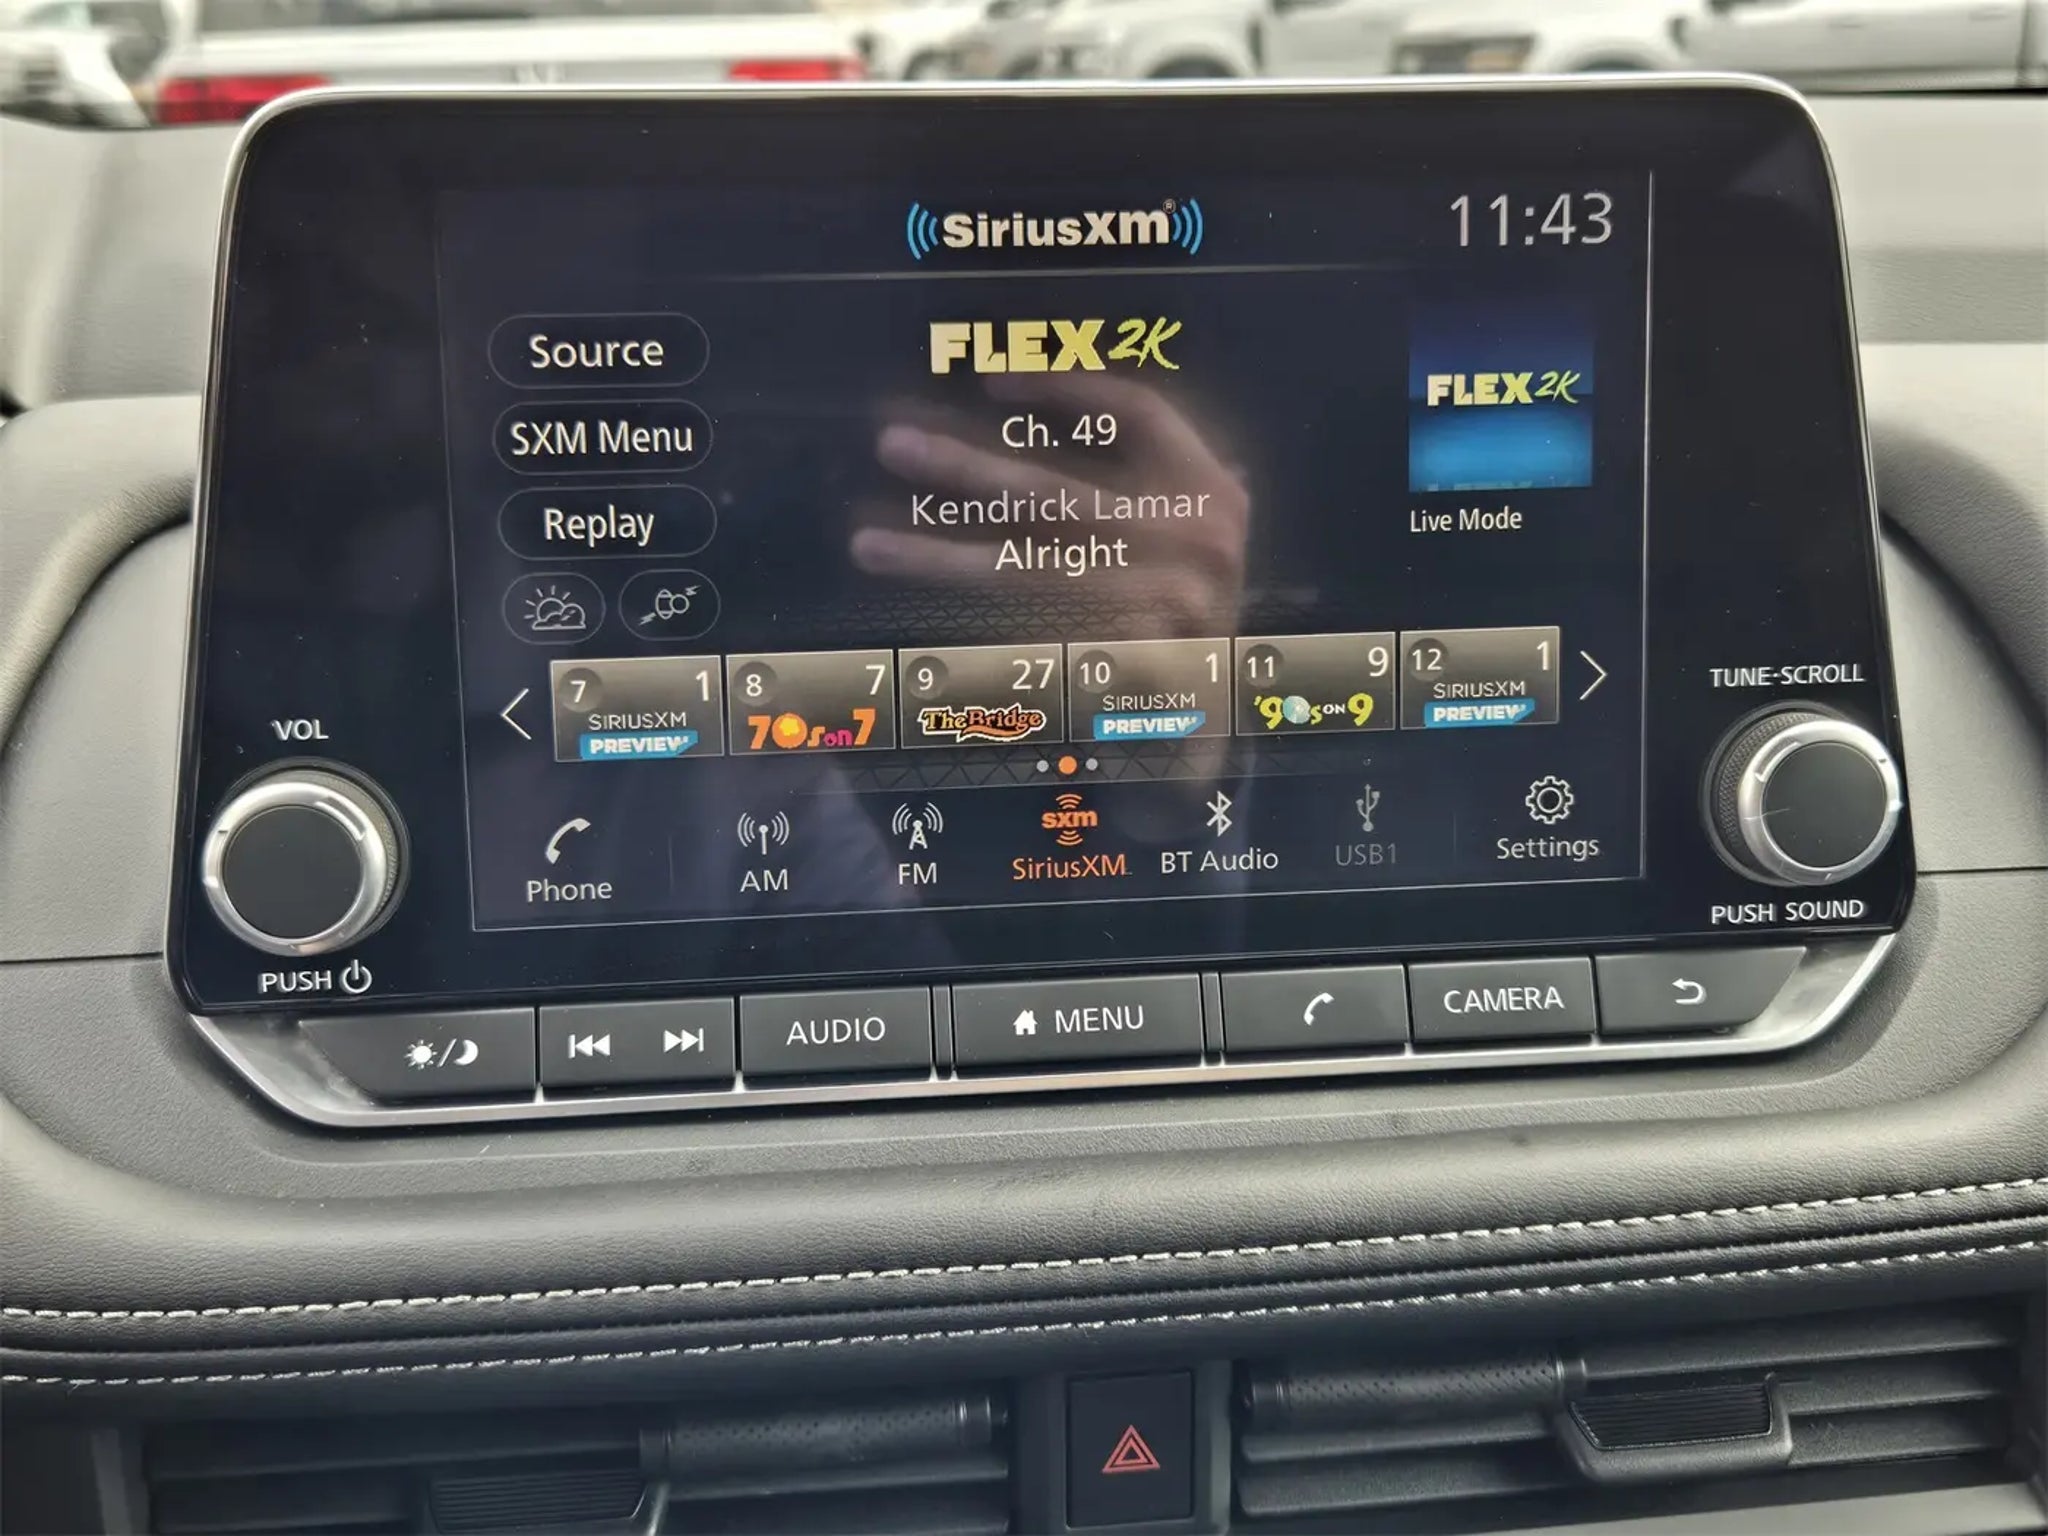 SiriusXM®
11:43
Source
FLEX2K
FLEX2K
SXM Menu
Ch. 49
Replay
Kendrick Lamar
Live Mode
Alright
7 1
SIRIUSXM
PREVIEW
8 7
70s on 7
9 27
The Bridge
10 1
SIRIUSXM
PREVIEW
11 9
'90s ON 9
12 1
SIRIUSXM
PREVIEW
Phone
AM
FM
sxm
SiriusXM
BT Audio
USB1
Settings
VOL
PUSH
TUNE·SCROLL
PUSH SOUND
AUDIO
MENU
CAMERA